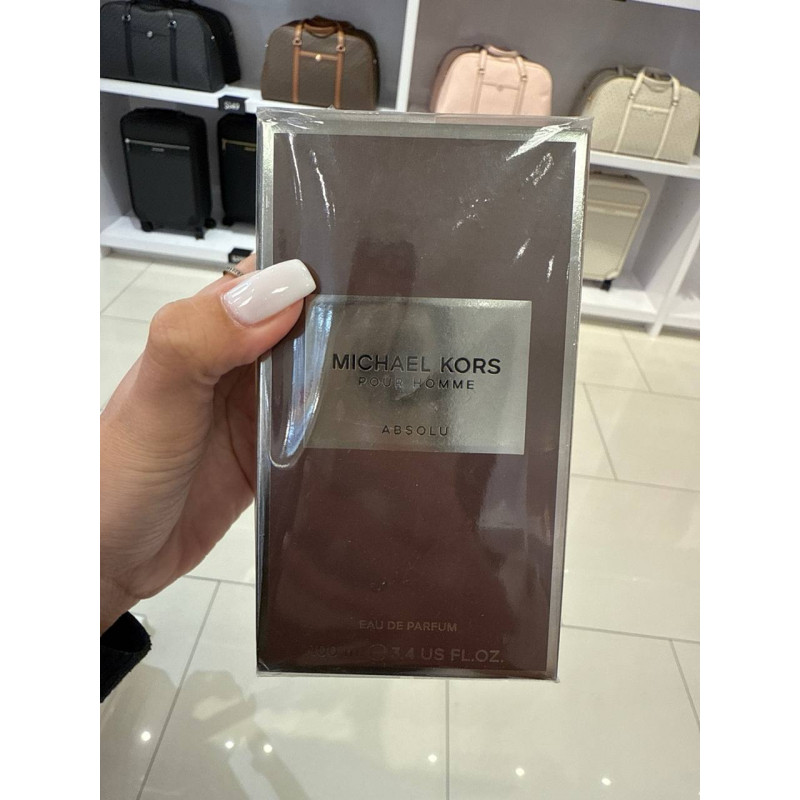 MICHAEL KORS
POUR HOMME
ABSOLU
EAU DE PARFUM
3.4 US FL.OZ.